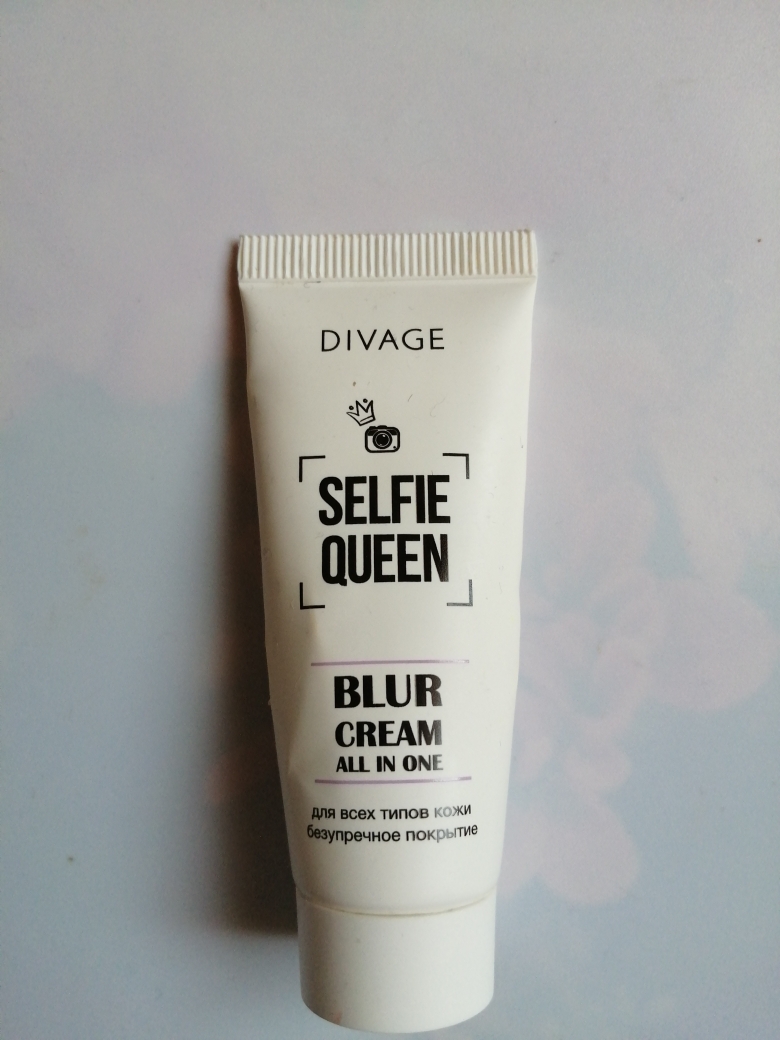 DIVAGE
SELFIE
QUEEN
BLUR
CREAM
ALL IN ONE
для всех типов кожи
безупречное покрытие